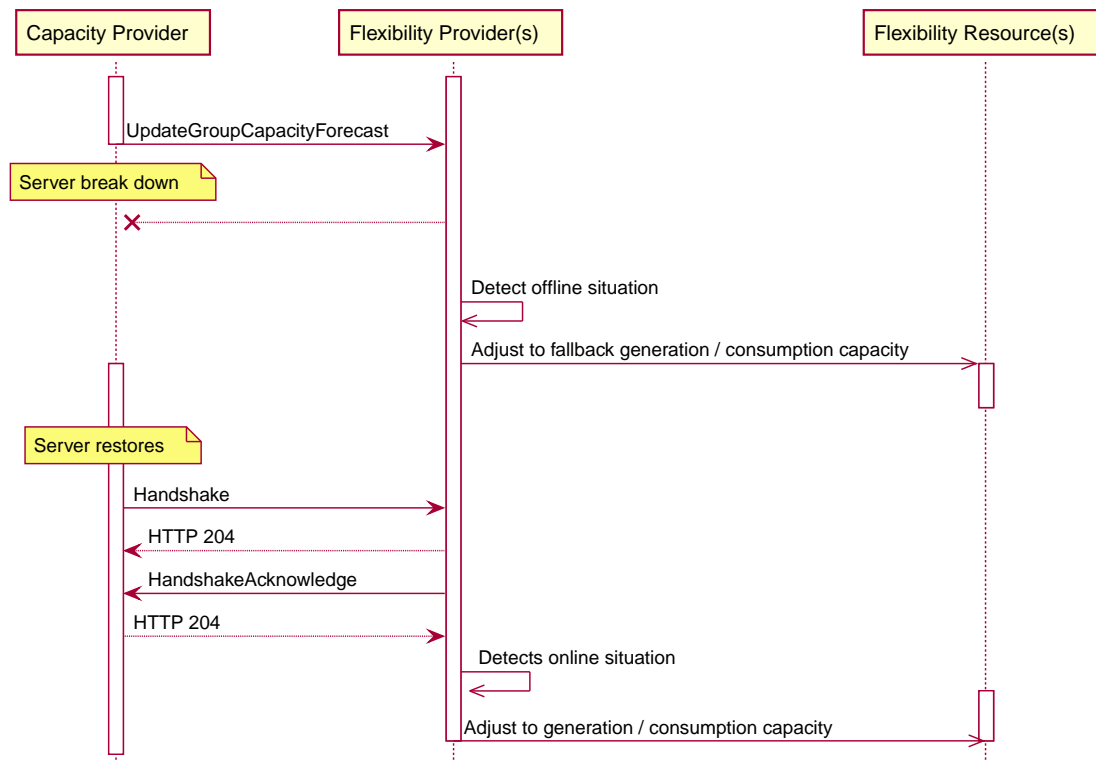 Capacity Provider
Flexibility Provider(s)
Flexibility Resource(s)
UpdateGroupCapacityForecast
Server break down
Detect offline situation
Adjust to fallback generation / consumption capacity
Server restores
Handshake
HTTP 204
HandshakeAcknowledge
HTTP 204
Detects online situation
Adjust to generation / consumption capacity